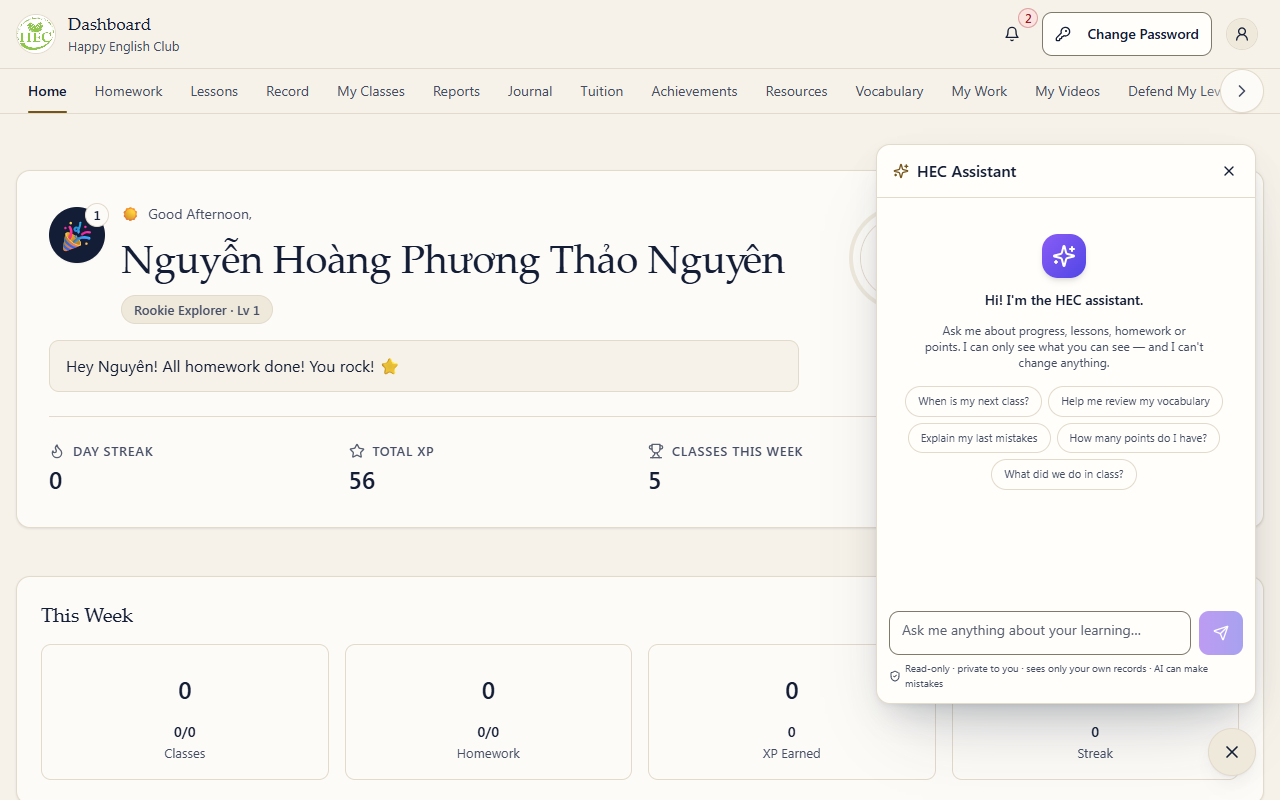 HEC
Dashboard
Happy English Club
2
Change Password
Home
Homework
Lessons
Record
My Classes
Reports
Journal
Tuition
Achievements
Resources
Vocabulary
My Work
My Videos
Defend My Lev
1
Good Afternoon,
Nguyễn Hoàng Phương Thảo Nguyên
Rookie Explorer · Lv 1
Hey Nguyên! All homework done! You rock! ⭐
DAY STREAK
0
TOTAL XP
56
CLASSES THIS WEEK
5
This Week
0
0/0
Classes
0
0/0
Homework
0
0
XP Earned
0
Streak
HEC Assistant
Hi! I'm the HEC assistant.
Ask me about progress, lessons, homework or
points. I can only see what you can see — and I can't
change anything.
When is my next class?
Help me review my vocabulary
Explain my last mistakes
How many points do I have?
What did we do in class?
Ask me anything about your learning...
Read-only · private to you · sees only your own records · AI can make
mistakes